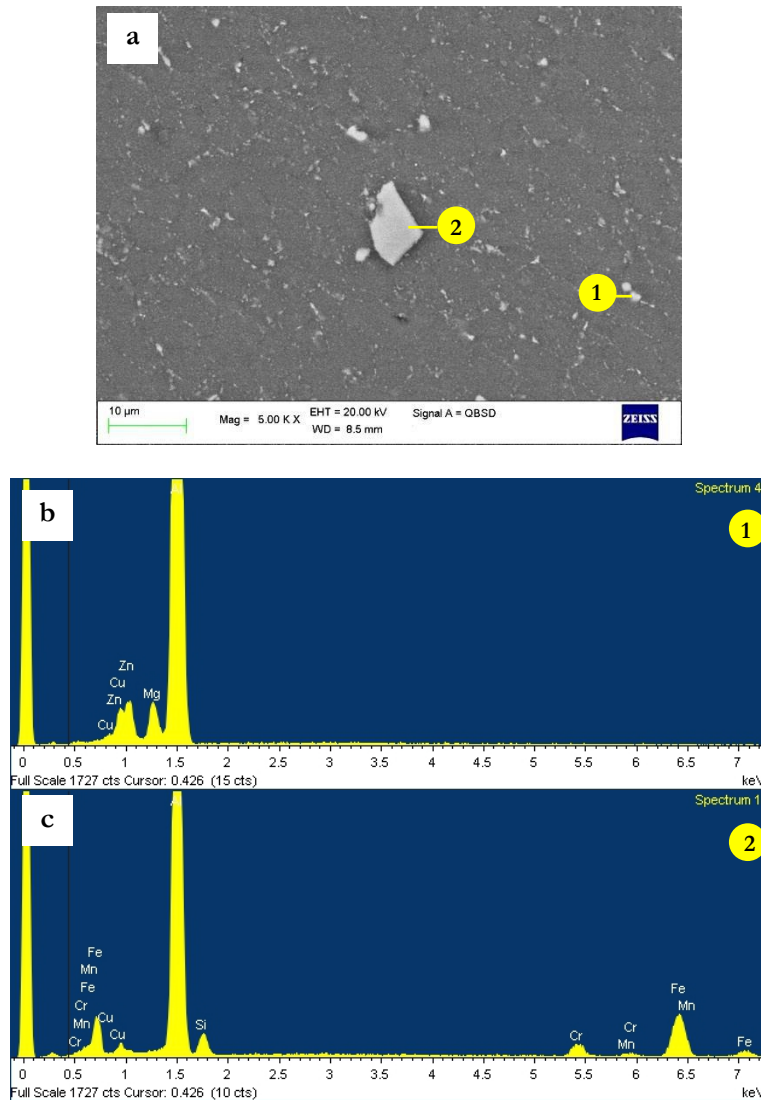 a
2
1
10 µm
Mag = 5.00 K X
EHT = 20.00 kV
WD = 8.5 mm
Signal A = QBSD
ZEISS
b
Spectrum 4
1
Zn
Cu
Zn
Mg
Cu
0 0.5 1 1.5 2 2.5 3 3.5 4 4.5 5 5.5 6 6.5 7
Full Scale 1727 cts Cursor: 0.426 (15 cts)
c
Spectrum 1
2
Fe
Mn
Fe
Cr
Mn
Cu
Cr
Cu
Si
Cr
Cr
Mn
Fe
Mn
Fe
0 0.5 1 1.5 2 2.5 3 3.5 4 4.5 5 5.5 6 6.5 7
Full Scale 1727 cts Cursor: 0.426 (10 cts)